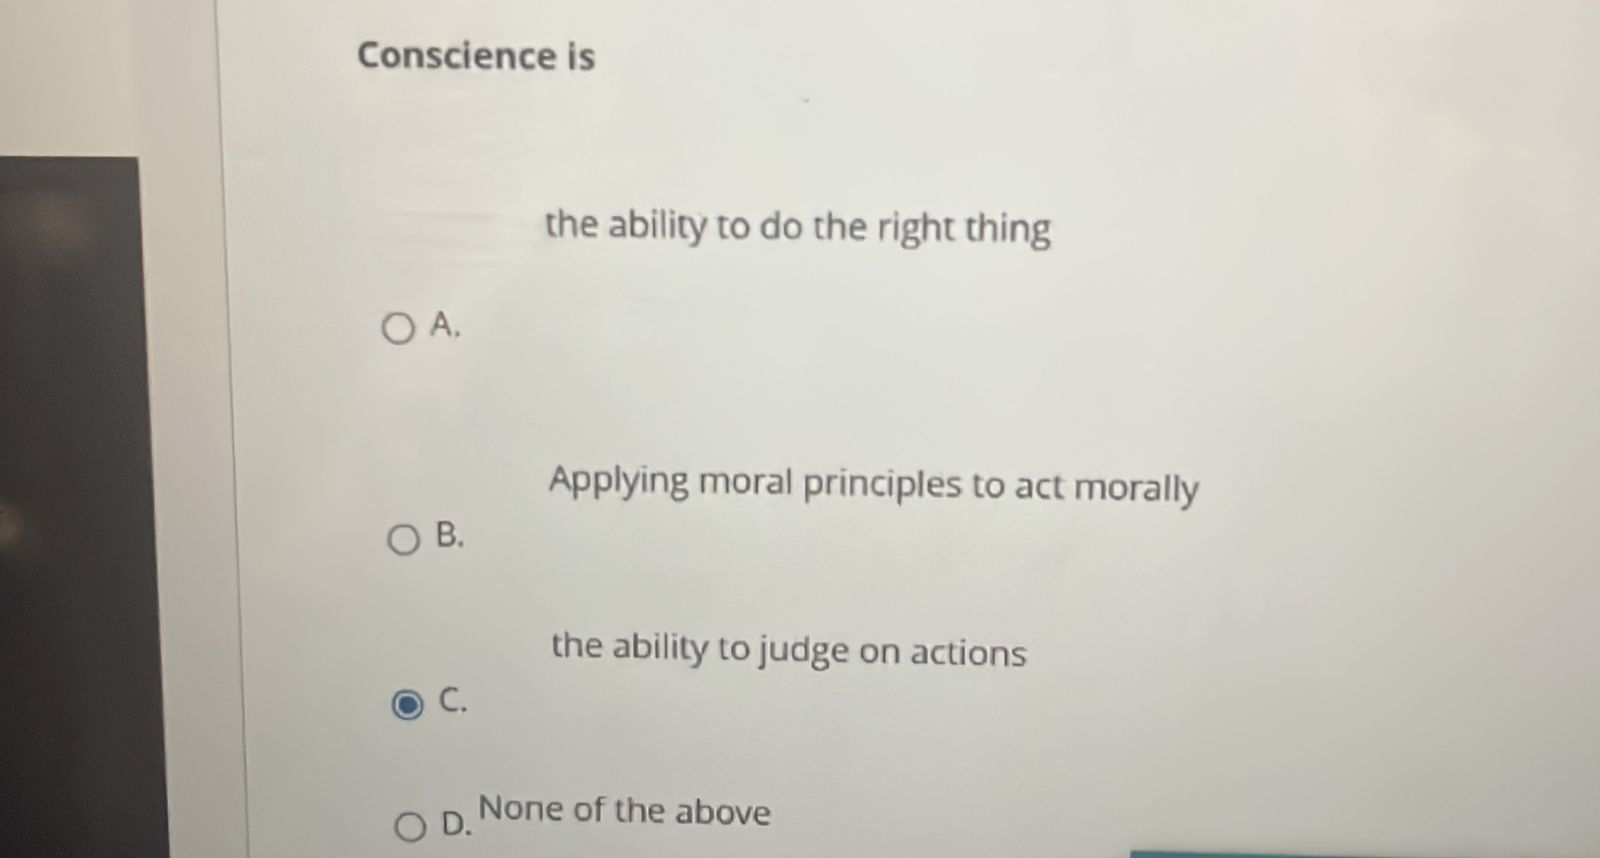 Conscience is
the ability to do the right thing
A.
Applying moral principles to act morally
B.
the ability to judge on actions
C.
D. None of the above